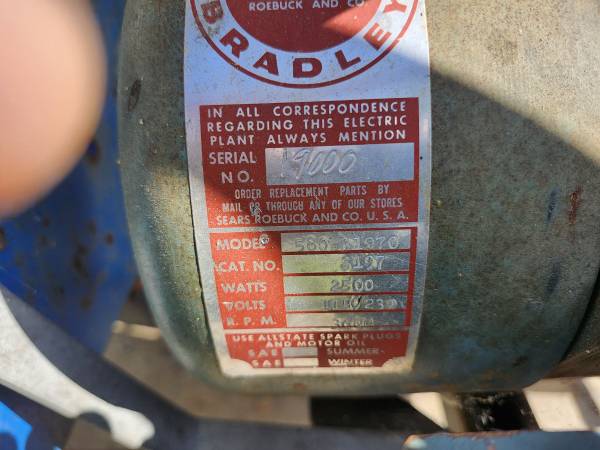 ROEBUCK AND CO.
BRADLEY
IN ALL CORRESPONDENCE
REGARDING THIS ELECTRIC
PLANT ALWAYS MENTION
SERIAL
NO. 19000
ORDER REPLACEMENT PARTS BY
MAIL OR THROUGH ANY OF OUR STORES
SEARS ROEBUCK AND CO. U. S. A.
MODEL 580
CAT. NO.
WATTS 2500
VOLTS
R. P. M.
USE ALLSTATE SPARK PLUGS
AND MOTOR OIL
SAE SUMMER
SAE WINTER